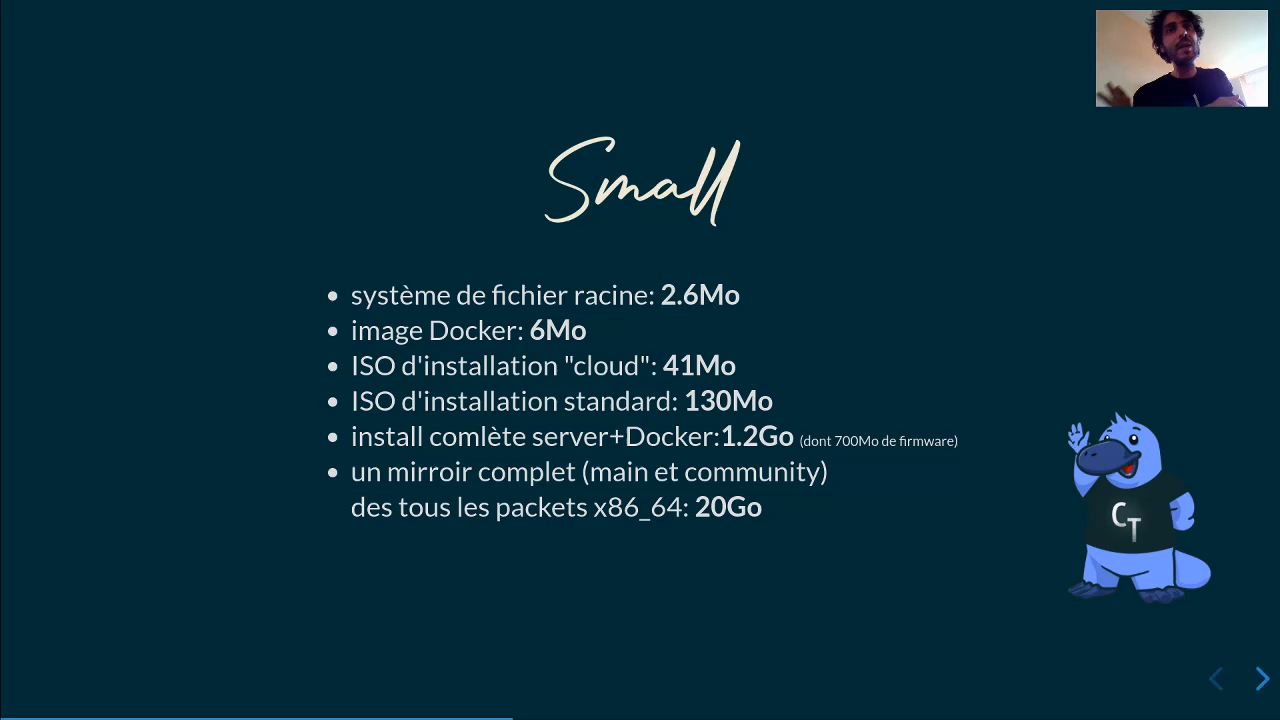 Small
système de fichier racine: 2.6Mo
image Docker: 6Mo
ISO d'installation "cloud": 41Mo
ISO d'installation standard: 130Mo
install comlète server+Docker:1.2Go (dont 700Mo de firmware)
un mirroir complet (main et community)
des tous les packets x86_64: 20Go
CT